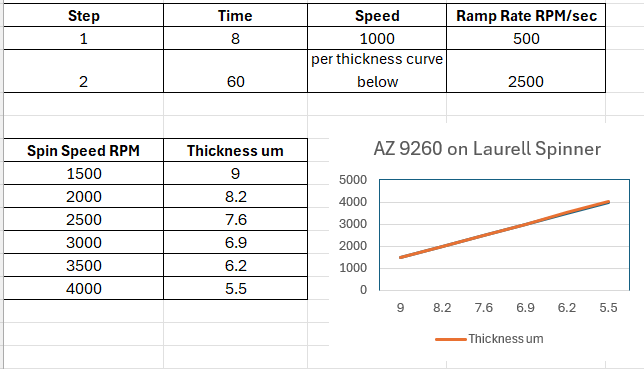 Step Time Speed Ramp Rate RPM/sec
1 8 1000 500
per thickness curve
2 60 below 2500
Spin Speed RPM Thickness um
1500 9
2000 8.2
2500 7.6
3000 6.9
3500 6.2
4000 5.5
AZ 9260 on Laurell Spinner
5000
4000
3000
2000
1000
0
9 8.2 7.6 6.9 6.2 5.5
Thickness um